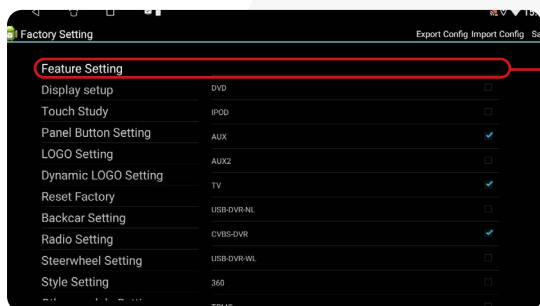 Factory Setting
Export Config Import Config
Feature Setting
Display setup
DVD
Touch Study
IPOD
Panel Button Setting
AUX
LOGO Setting
AUX2
Dynamic LOGO Setting
TV
Reset Factory
USB-DVR-NL
Backcar Setting
Radio Setting
CVBS-DVR
Steerwheel Setting
USB-DVR-WL
Style Setting
360